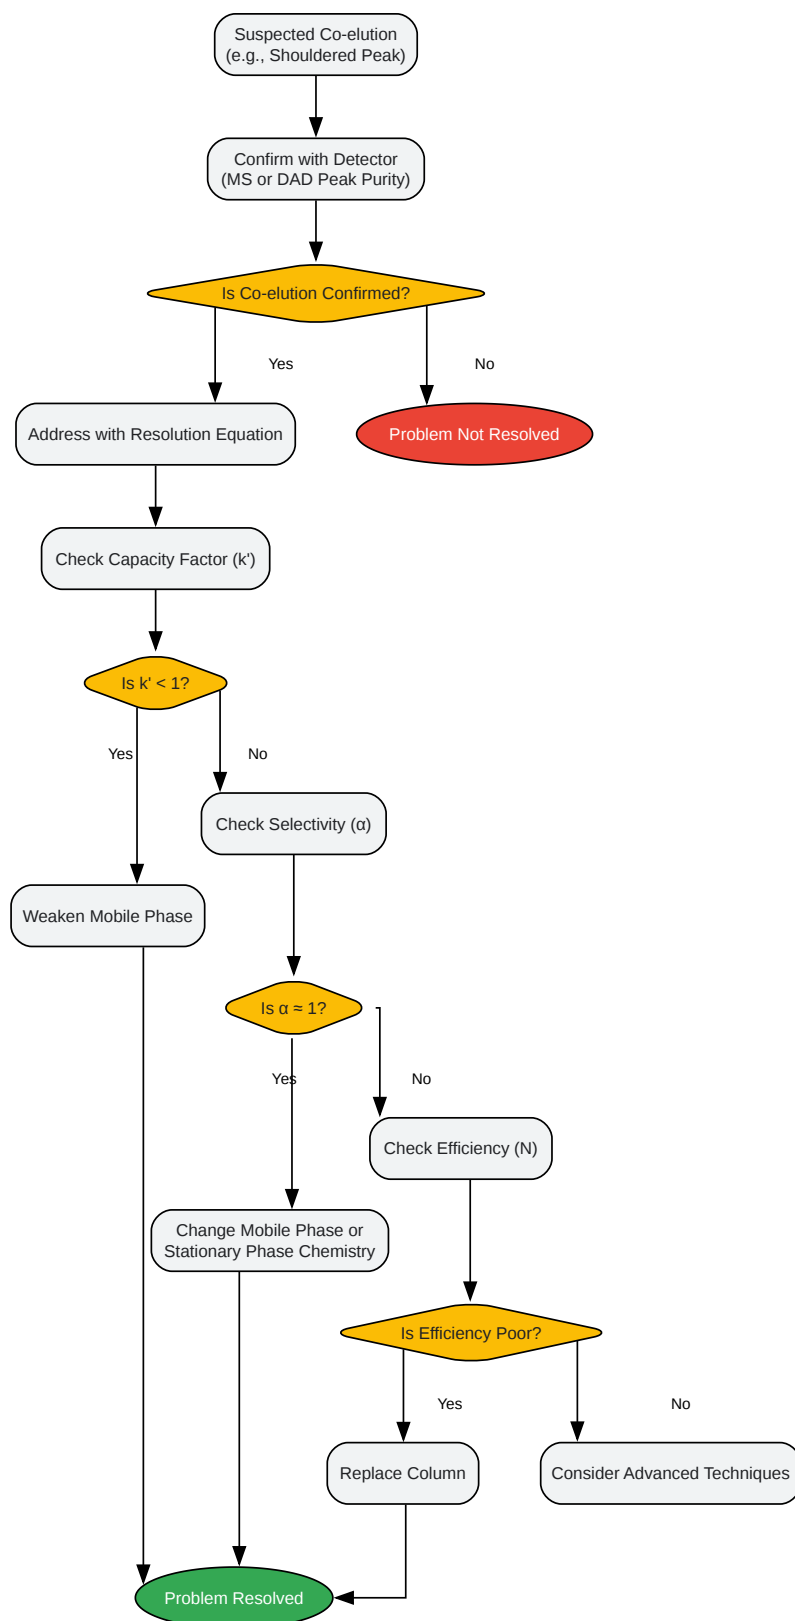 Suspected Co-elution
(e.g., Shouldered Peak)
Confirm with Detector
(MS or DAD Peak Purity)
Is Co-elution Confirmed?
Yes
No
Address with Resolution Equation
Problem Not Resolved
Check Capacity Factor (k')
Is k' < 1?
Yes
No
Check Selectivity (α)
Weaken Mobile Phase
Is α ≈ 1?
Yes
No
Check Efficiency (N)
Change Mobile Phase or
Stationary Phase Chemistry
Is Efficiency Poor?
Yes
No
Replace Column
Consider Advanced Techniques
Problem Resolved